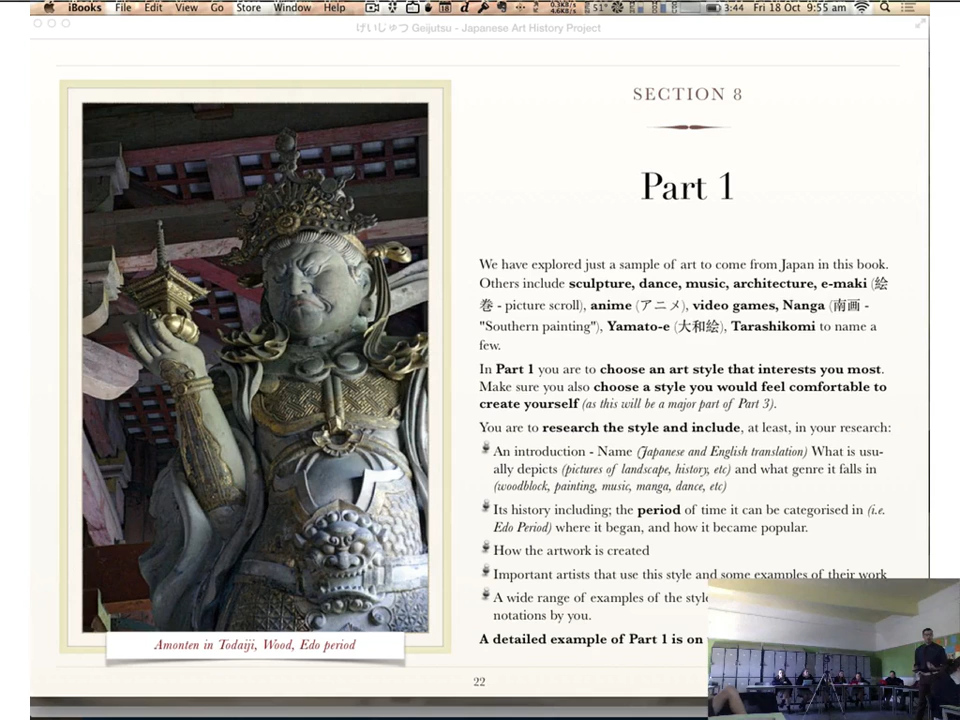 iBooks File Edit View Go Store Window Help 0.3KB/s 4.6KB/s 51° 3:44 Fri 18 Oct 9:55 am
げいじゅつ Geijutsu - Japanese Art History Project
SECTION 8
Part 1
We have explored just a sample of art to come from Japan in this book.
Others include sculpture, dance, music, architecture, e-maki (絵
巻 - picture scroll), anime (アニメ), video games, Nanga (南画 -
"Southern painting"), Yamato-e (大和絵), Tarashikomi to name a
few.
In Part 1 you are to choose an art style that interests you most.
Make sure you also choose a style you would feel comfortable to
create yourself (as this will be a major part of Part 3).
You are to research the style and include, at least, in your research:
An introduction - Name (Japanese and English translation) What is usu-
ally depicts (pictures of landscape, history, etc) and what genre it falls in
(woodblock, painting, music, manga, dance, etc)
Its history including; the period of time it can be categorised in (i.e.
Edo Period) where it began, and how it became popular.
How the artwork is created
Important artists that use this style and some examples of their work
A wide range of examples of the style
notations by you.
A detailed example of Part 1 is on
Amonten in Todaiji, Wood, Edo period
22